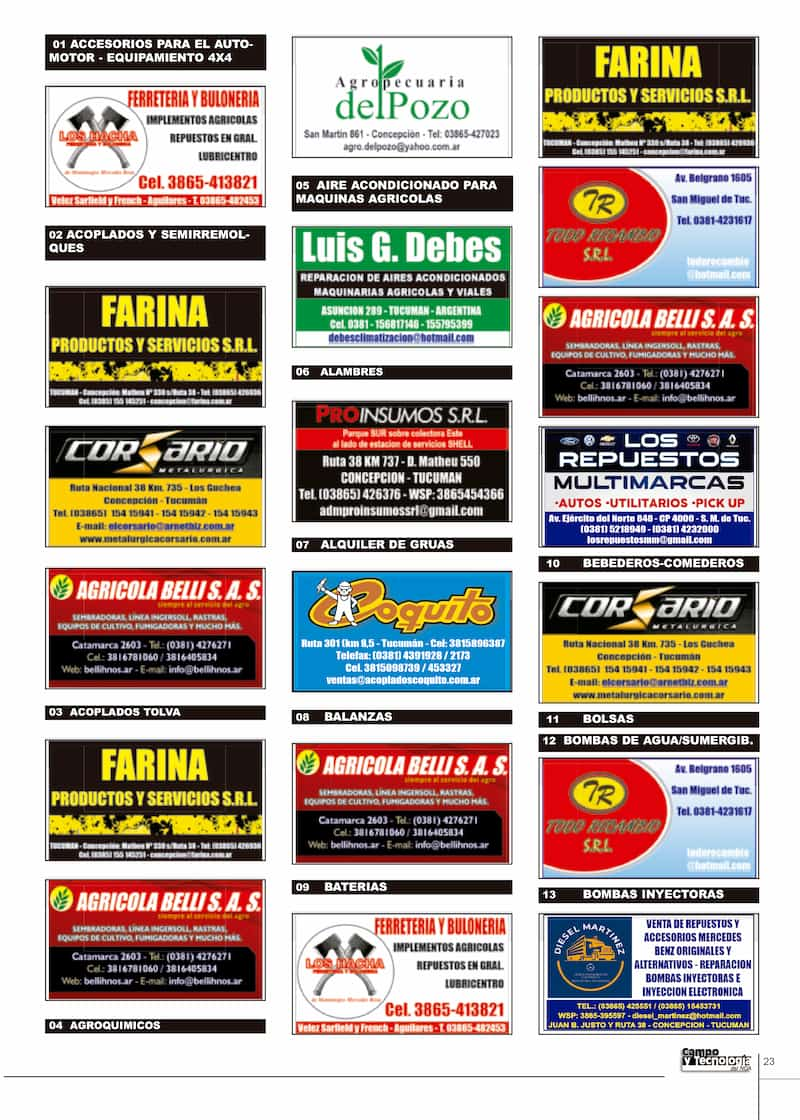 01 ACCESORIOS PARA EL AUTO-
MOTOR - EQUIPAMIENTO 4X4
FERRETERIA Y BULONERIA
LOS HACHA
IMPLEMENTOS AGRICOLAS
REPUESTOS EN GRAL.
LUBRICENTRO
Cel. 3865-413821
Velez Sarfield y French - Aguilares - T. 03865-482453
02 ACOPLADOS Y SEMIRREMOL-
QUES
FARINA
PRODUCTOS Y SERVICIOS S.R.L.
TUCUMAN - Concepción: Matheu Nº 330 s/Ruta 38 - Tel: (03865) 426936
Cel. (0385) 155 145251 - concepcion@farina.com.ar
CORSARIO
METALURGICA
Ruta Nacional 38 Km. 735 - Los Guchea
Concepción - Tucumán
Tel. (03865) 154 15941 - 154 15942 - 154 15943
E-mail: elcorsario@arnetbiz.com.ar
www.metalurgicacorsario.com.ar
AGRICOLA BELLI S. A. S.
siempre al servicio del agro
SEMBRADORAS, LÍNEA INGERSOLL, RASTRAS,
EQUIPOS DE CULTIVO, FUMIGADORAS Y MUCHO MÁS.
Catamarca 2603 - Tel.: (0381) 4276271
Cel.: 3816781060 / 3816405834
Web: bellihnos.ar - E-mail: info@bellihnos.ar
03 ACOPLADOS TOLVA
FARINA
PRODUCTOS Y SERVICIOS S.R.L.
TUCUMAN - Concepción: Matheu Nº 330 s/Ruta 38 - Tel: (03865) 426936
Cel. (0385) 155 145251 - concepcion@farina.com.ar
AGRICOLA BELLI S. A. S.
siempre al servicio del agro
SEMBRADORAS, LÍNEA INGERSOLL, RASTRAS,
EQUIPOS DE CULTIVO, FUMIGADORAS Y MUCHO MÁS.
Catamarca 2603 - Tel.: (0381) 4276271
Cel.: 3816781060 / 3816405834
Web: bellihnos.ar - E-mail: info@bellihnos.ar
04 AGROQUIMICOS
Agropecuaria
delPozo
San Martín 861 - Concepción - Tel: 03865-427023
agro.delpozo@yahoo.com.ar
05 AIRE ACONDICIONADO PARA
MAQUINAS AGRICOLAS
Luis G. Debes
REPARACION DE AIRES ACONDICIONADOS
MAQUINARIAS AGRICOLAS Y VIALES
ASUNCION 289 - TUCUMAN - ARGENTINA
Cel. 0381 - 156817146 - 155795399
debesclimatizacion@hotmail.com
06 ALAMBRES
PROINSUMOS S.R.L.
Parque SUR sobre colectora Este
al lado de estacion de servicios SHELL
Ruta 38 KM 737 - D. Matheu 550
CONCEPCION - TUCUMAN
Tel. (03865) 426376 - WSP: 3865454366
admproinsumossrl@gmail.com
07 ALQUILER DE GRUAS
Coquito
Ruta 301 (km 8,5 - Tucumán - Cel: 3815896387
Telefax: (0381) 4391928 / 2173
Cel. 3815098739 / 453327
ventas@acopladoscoquito.com.ar
08 BALANZAS
AGRICOLA BELLI S. A. S.
siempre al servicio del agro
SEMBRADORAS, LÍNEA INGERSOLL, RASTRAS,
EQUIPOS DE CULTIVO, FUMIGADORAS Y MUCHO MÁS.
Catamarca 2603 - Tel.: (0381) 4276271
Cel.: 3816781060 / 3816405834
Web: bellihnos.ar - E-mail: info@bellihnos.ar
09 BATERIAS
FERRETERIA Y BULONERIA
LOS HACHA
IMPLEMENTOS AGRICOLAS
REPUESTOS EN GRAL.
LUBRICENTRO
Cel. 3865-413821
Velez Sarfield y French - Aguilares - T. 03865-482453
FARINA
PRODUCTOS Y SERVICIOS S.R.L.
TUCUMAN - Concepción: Matheu Nº 330 s/Ruta 38 - Tel: (03865) 426936
Cel. (0385) 155 145251 - concepcion@farina.com.ar
TR
TODO RECAMBIO
S.R.L.
Av. Belgrano 1605
San Miguel de Tuc.
Tel. 0381-4231617
todorecambio
@hotmail.com
AGRICOLA BELLI S. A. S.
siempre al servicio del agro
SEMBRADORAS, LÍNEA INGERSOLL, RASTRAS,
EQUIPOS DE CULTIVO, FUMIGADORAS Y MUCHO MÁS.
Catamarca 2603 - Tel.: (0381) 4276271
Cel.: 3816781060 / 3816405834
Web: bellihnos.ar - E-mail: info@bellihnos.ar
LOS
REPUESTOS
MULTIMARCAS
•AUTOS •UTILITARIOS •PICK UP
Av. Ejército del Norte 848 - CP 4000 - S. M. de Tuc.
(0381) 5218949 - (0381) 4232000
losrepuestosmm@gmail.com
10 BEBEDEROS-COMEDEROS
CORSARIO
METALURGICA
Ruta Nacional 38 Km. 735 - Los Guchea
Concepción - Tucumán
Tel. (03865) 154 15941 - 154 15942 - 154 15943
E-mail: elcorsario@arnetbiz.com.ar
www.metalurgicacorsario.com.ar
11 BOLSAS
12 BOMBAS DE AGUA/SUMERGIB.
TR
TODO RECAMBIO
S.R.L.
Av. Belgrano 1605
San Miguel de Tuc.
Tel. 0381-4231617
todorecambio
@hotmail.com
13 BOMBAS INYECTORAS
DIESEL MARTINEZ
VENTA DE REPUESTOS Y
ACCESORIOS MERCEDES
BENZ ORIGINALES Y
ALTERNATIVOS - REPARACION
BOMBAS INYECTORAS E
INYECCION ELECTRONICA
TEL.: (03865) 425551 / (03865) 15453731
WSP: 3865-395597 - diesel_martinez@hotmail.com
JUAN B. JUSTO Y RUTA 38 - CONCEPCION - TUCUMAN
Campo
y Tecnología
del NOA
23